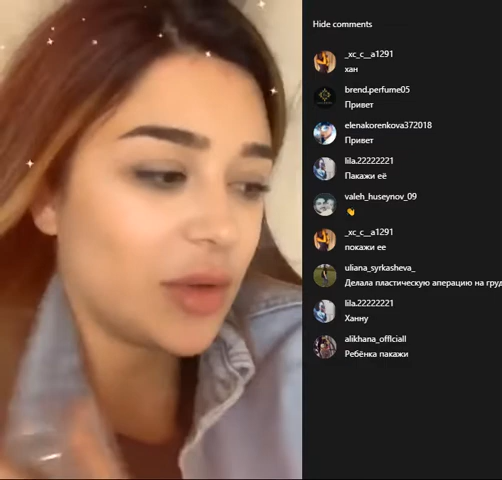 Hide comments
_xc_c__a1291
хан
brend.perfume05
Привет
elenakorenkova372018
Привет
lila.22222221
Пакажи её
valeh_huseynov_09
👏
_xc_c__a1291
покажи ее
uliana_syrkasheva_
Делала пластическую аперацию на груд
lila.22222221
Ханну
alikhana_offlciall
Ребёнка пакажи